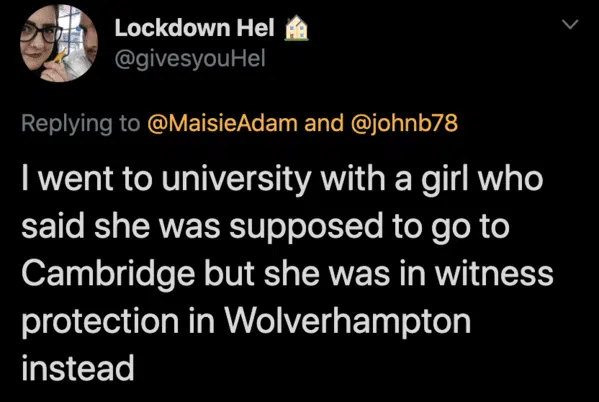 Lockdown Hel 🏠
@givesyouHel
Replying to @MaisieAdam and @johnb78
I went to university with a girl who
said she was supposed to go to
Cambridge but she was in witness
protection in Wolverhampton
instead